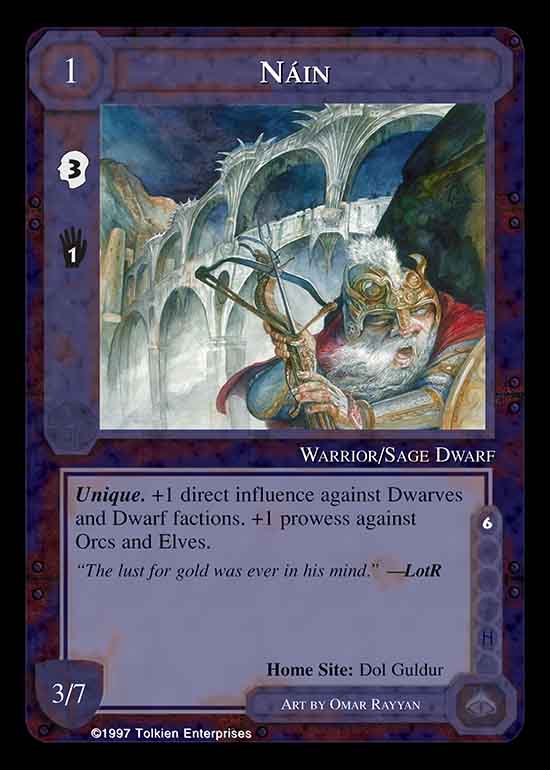 1
NÁIN
3
1
WARRIOR/SAGE DWARF
Unique. +1 direct influence against Dwarves
and Dwarf factions. +1 prowess against
Orcs and Elves.
6
“The lust for gold was ever in his mind.” —LotR
H
Home Site: Dol Guldur
3/7
ART BY OMAR RAYYAN
©1997 Tolkien Enterprises